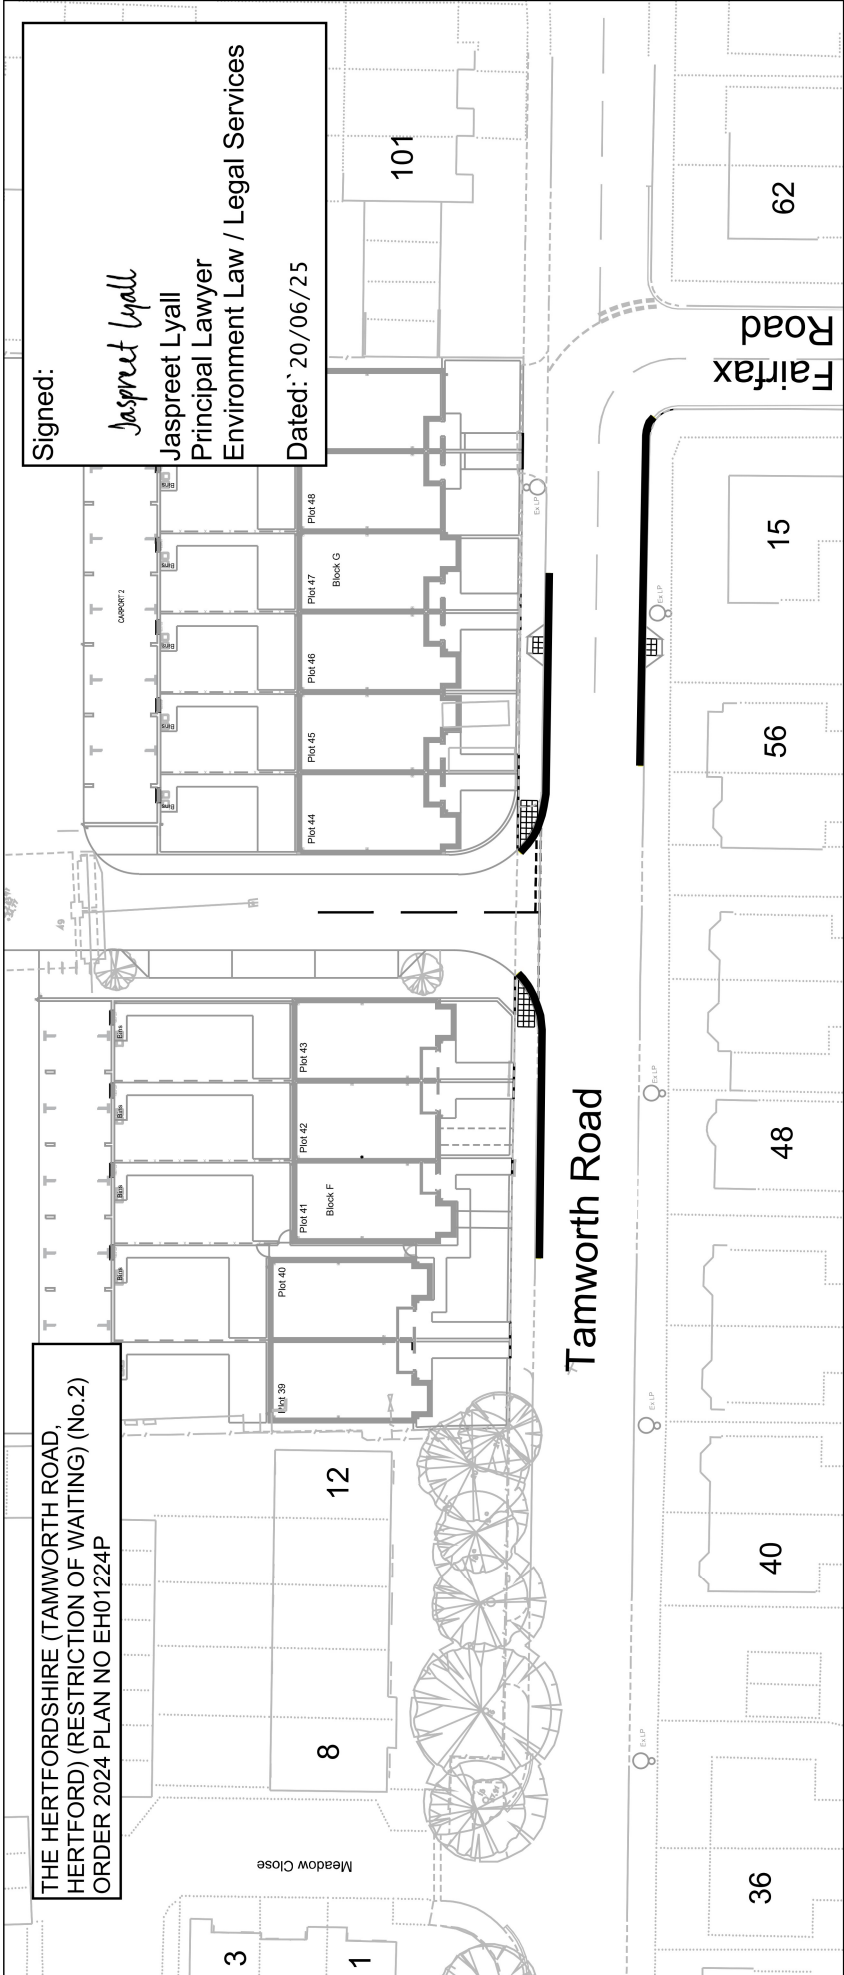 Signed:
Jaspreet Lyall
Jaspreet Lyall
Principal Lawyer
Environment Law / Legal Services
Dated:` 20/06/25
THE HERTFORDSHIRE (TAMWORTH ROAD,
HERTFORD) (RESTRICTION OF WAITING) (No.2)
ORDER 2024 PLAN NO EH01224P
Tamworth Road
Fairfax
Road
Meadow Close
101
62
15
56
48
40
36
12
8
3
1
49
CARPORT 2
Block G
Plot 48
Plot 47
Plot 46
Plot 45
Plot 44
Block F
Plot 43
Plot 42
Plot 41
Plot 40
Plot 39
Bins
Bins
Bins
Bins
Bins
Bins
Bins
Bins
Bins
Ex LP
Ex LP
Ex LP
Ex LP
Ex LP